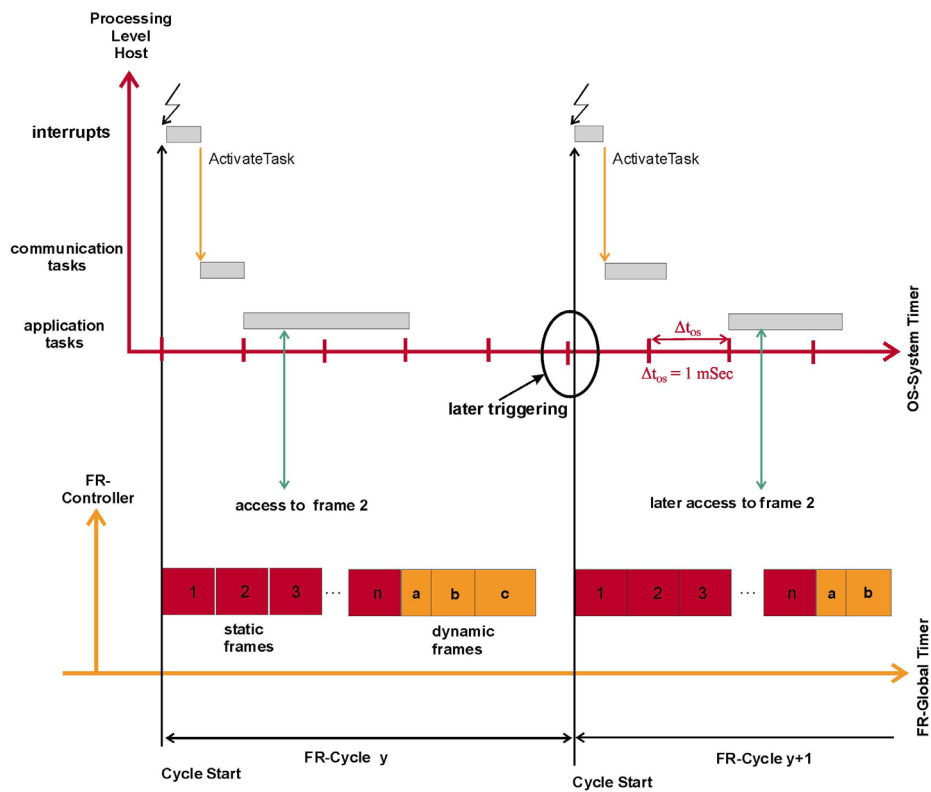 Processing
Level
Host
interrupts
ActivateTask
ActivateTask
communication
tasks
application
tasks
Δtos
Δtos = 1 mSec
OS-System Timer
later triggering
FR-
Controller
access to frame 2
later access to frame 2
1 2 3 ... n a b c
1 2 3 ... n a b
static
frames
dynamic
frames
FR-Global Timer
FR-Cycle y
FR-Cycle y+1
Cycle Start
Cycle Start